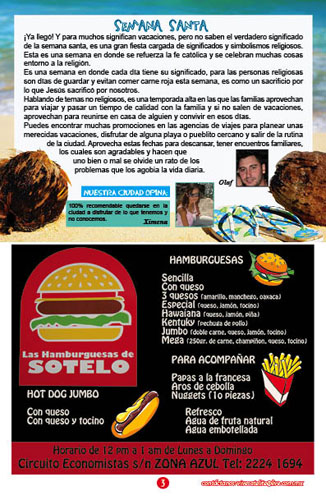 SEMANA SANTA
¡Ya llego! Y para muchos significan vacaciones, pero no saben el verdadero significado
de la semana santa, es una gran fiesta cargada de significados y simbolismos religiosos.
Esta es una semana en donde se refuerza la fe católica y se celebran muchas cosas
entorno a la religión.
Es una semana en donde cada día tiene su significado, para las personas religiosas
son días de guardar y evitan comer carne roja esta semana, es como un sacrificio por
lo que Jesús sacrificó por nosotros.
Hablando de temas no religiosos, es una temporada alta en las que las familias aprovechan
para viajar y pasar un tiempo de calidad con la familia y si no salen de vacaciones,
aprovechan para reunirse en casa de alguien y convivir en esos días.
Puedes encontrar muchas promociones en las agencias de viajes para planear unas
merecidas vacaciones, disfrutar de alguna playa o pueblito cercano y salir de la rutina
de la ciudad. Aprovecha estas fechas para descansar, tener encuentros familiares,
los cuales son agradables y hacen que
uno bien o mal se olvide un rato de los
problemas que los agobia la vida diaria.
Olaf
NUESTRA CIUDAD OPINA:
100% recomendable quedarse en la
ciudad a disfrutar de lo que tenemos y
no conocemos.
Ximena
Las Hamburguesas de
SOTELO
HOT DOG JUMBO
Con queso
Con queso y tocino
HAMBURGUESAS
Sencilla
Con queso
3 quesos (amarillo, manchego, oaxaca)
Especial (queso, jamón, tocino)
Hawaiana (queso, jamón, piña)
Kentuky (pechuga de pollo)
Jumbo (doble carne, queso, jamón, tocino)
Mega (250gr. de carne, champiñon, queso, tocino)
PARA ACOMPAÑAR
Papas a la francesa
Aros de cebolla
Nuggets (10 piezas)
Refresco
Agua de fruta natural
Agua embotellada
Horario de 12 pm a 1 am de Lunes a Domingo
Circuito Economistas s/n ZONA AZUL Tel: 2224 1694
3